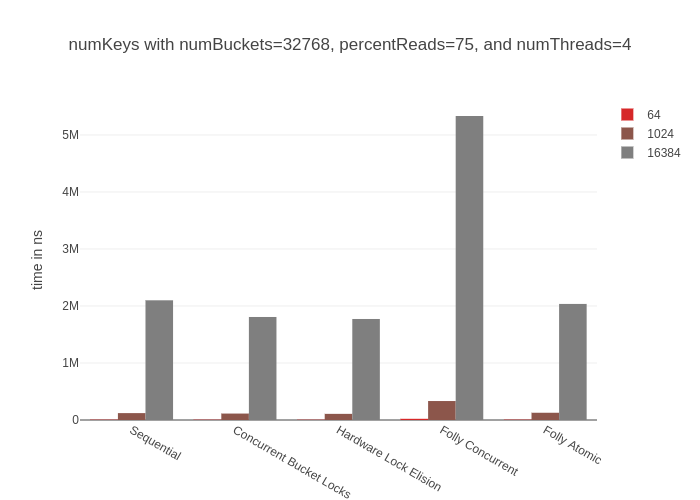 numKeys with numBuckets=32768, percentReads=75, and numThreads=4
64
1024
16384
time in ns
5M
4M
3M
2M
1M
0
Sequential
Concurrent Bucket Locks
Hardware Lock Elision
Folly Concurrent
Folly Atomic